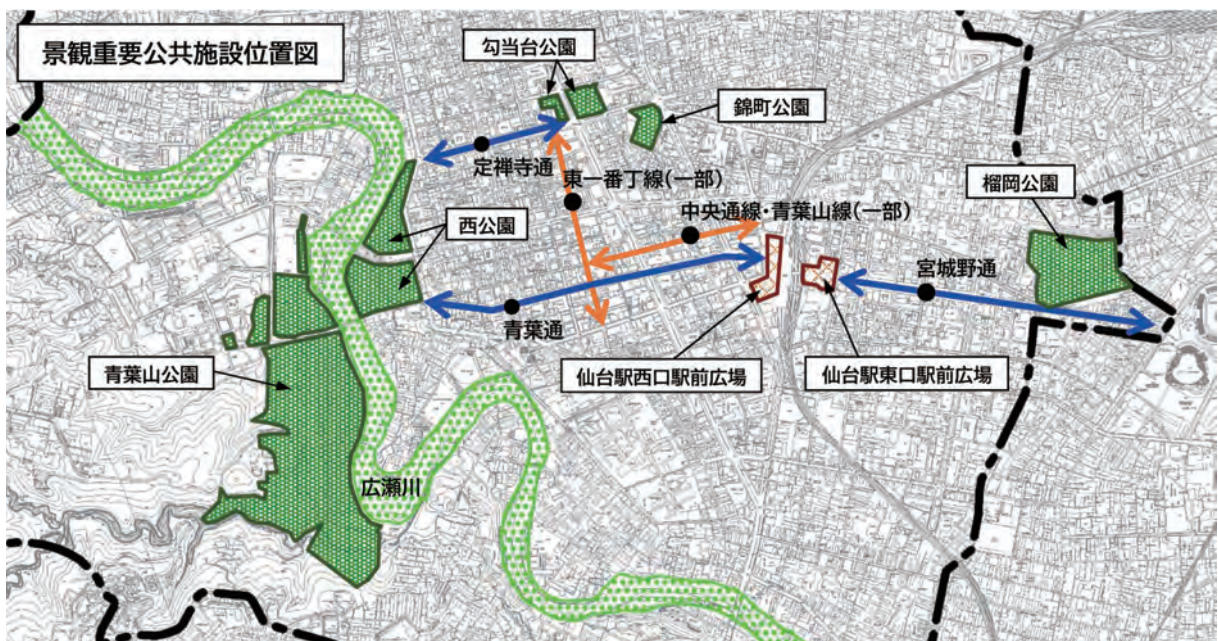 景観重要公共施設位置図
勾当台公園
錦町公園
定禅寺通
東一番丁線(一部)
榴岡公園
西公園
中央通線・青葉山線(一部)
宮城野通
青葉通
青葉山公園
仙台駅西口駅前広場
仙台駅東口駅前広場
広瀬川